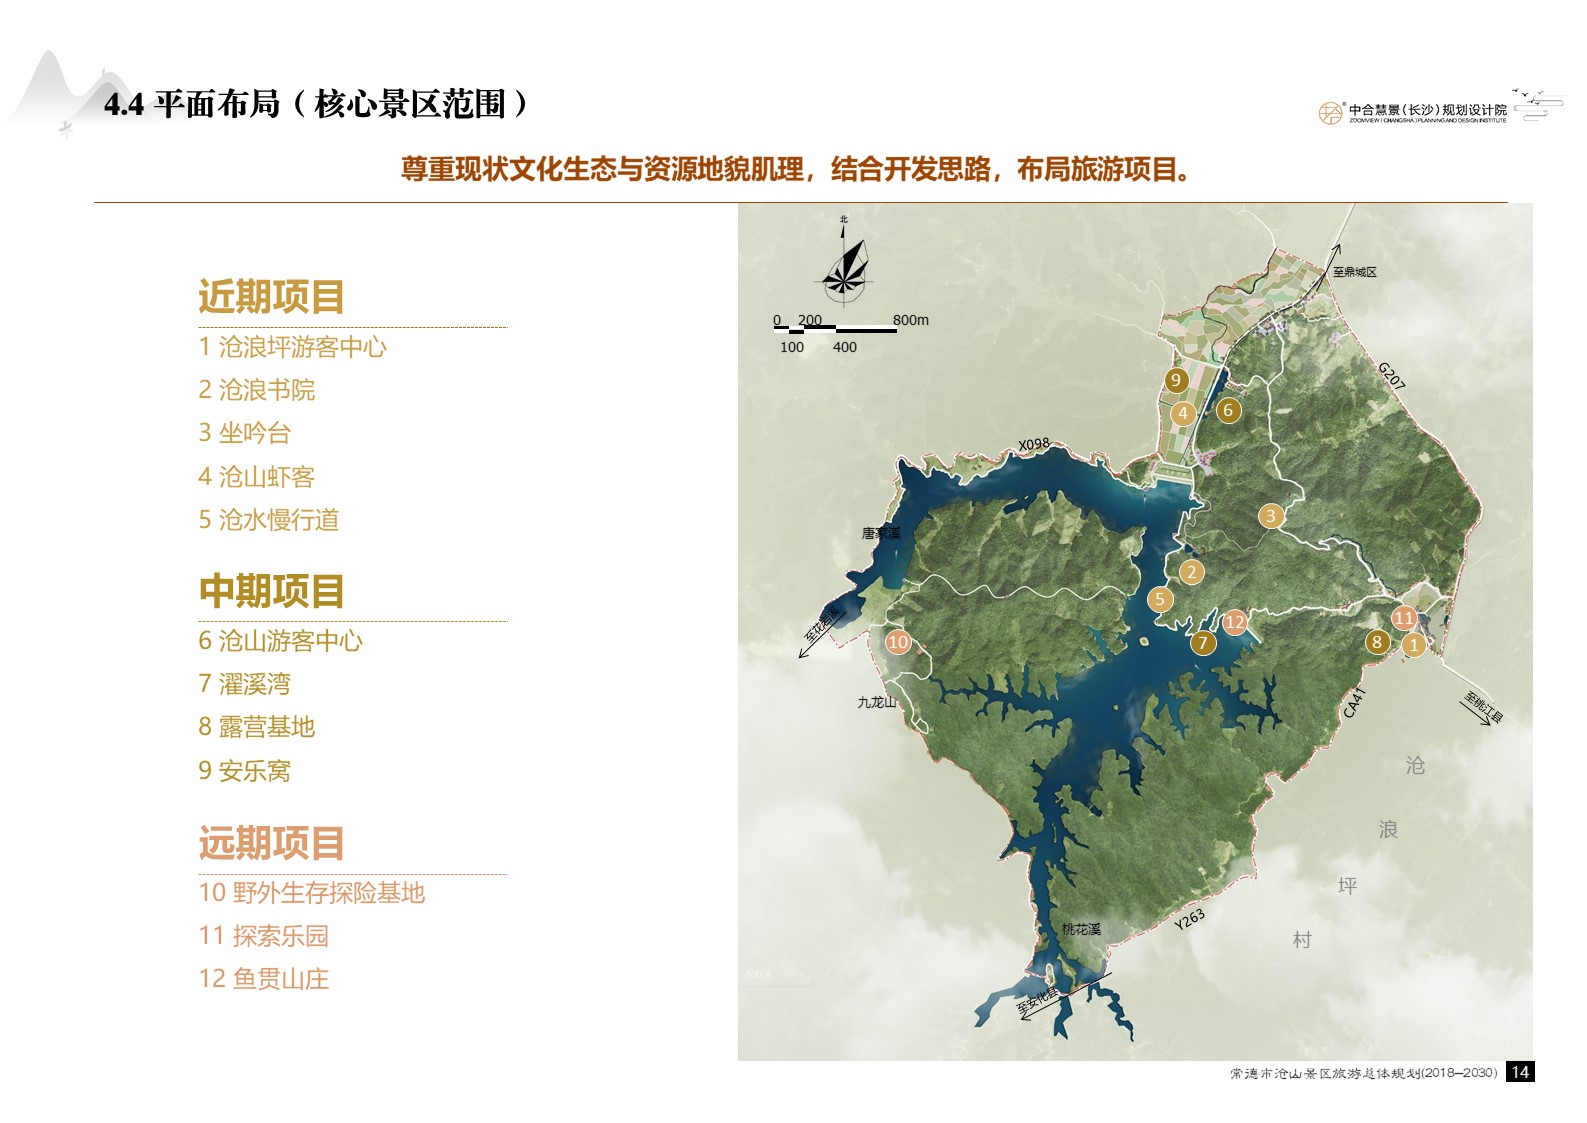 4.4 平面布局（核心景区范围）
中合慧景(长沙)规划设计院
ZOOMVIEW (CHANGSHA) PLANNING AND DESIGN INSTITUTE
尊重现状文化生态与资源地貌肌理，结合开发思路，布局旅游项目。
近期项目
1 沧浪坪游客中心
2 沧浪书院
3 坐吟台
4 沧山虾客
5 沧水慢行道
中期项目
6 沧山游客中心
7 濯溪湾
8 露营基地
9 安乐窝
远期项目
10 野外生存探险基地
11 探索乐园
12 鱼贯山庄
北
0 200 800m
100 400
至鼎城区
G207
9
4
6
X098
3
唐家溪
2
5
至花岩溪
12
11
10
7
8
1
九龙山
CA41
至桃江县
沧
浪
坪
村
Y263
桃花溪
至安化县
常德市沧山景区旅游总体规划(2018—2030)
14